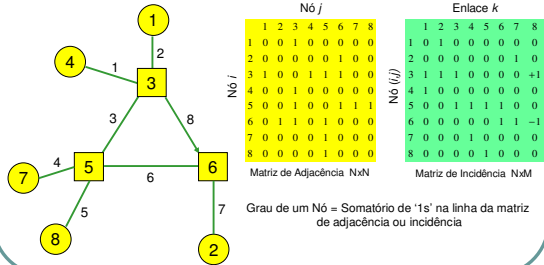 1
2
4
1
3
3
8
7
4
5
6
6
5
8
7
2
Nó j
1 2 3 4 5 6 7 8
Nó i
1 0 0 1 0 0 0 0 0
2 0 0 0 0 0 1 0 0
3 1 0 0 1 1 1 0 0
4 0 0 1 0 0 0 0 0
5 0 0 1 0 0 1 1 1
6 0 1 1 0 1 0 0 0
7 0 0 0 0 1 0 0 0
8 0 0 0 0 1 0 0 0
Matriz de Adjacência NxN
Enlace k
1 2 3 4 5 6 7 8
Nó (i,j)
1 0 1 0 0 0 0 0 0
2 0 0 0 0 0 0 1 0
3 1 1 1 0 0 0 0 +1
4 1 0 0 0 0 0 0 0
5 0 0 1 1 1 1 0 0
6 0 0 0 0 0 1 1 −1
7 0 0 0 1 0 0 0 0
8 0 0 0 0 1 0 0 0
Matriz de Incidência NxM
Grau de um Nó = Somatório de '1s' na linha da matriz
de adjacência ou incidência